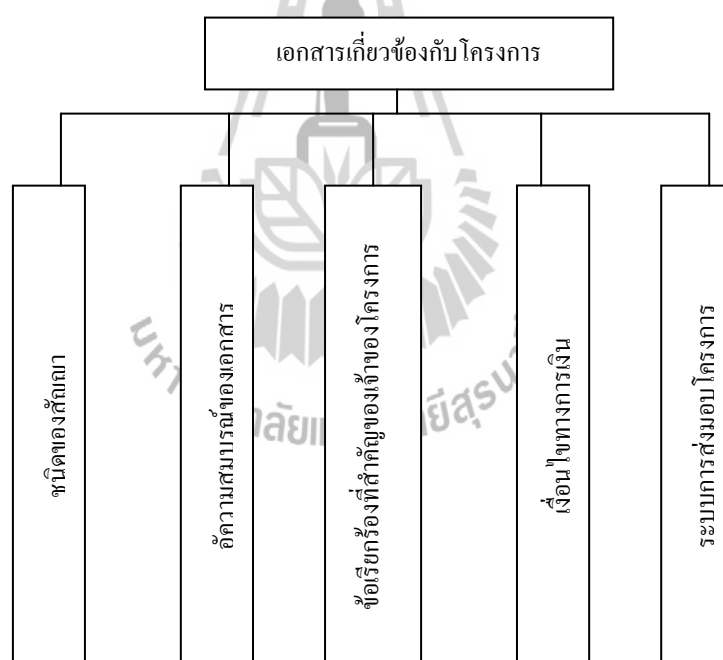 เอกสารเกี่ยวข้องกับโครงการ
ชนิดของสัญญา
อัความสมบรณ์ของเอกสาร
ข้อเรียกร้องที่สำคัญของเจ้าของโครงการ
เงื่อนไขทางการเงิน
ระบบการส่งมอบโครงการ